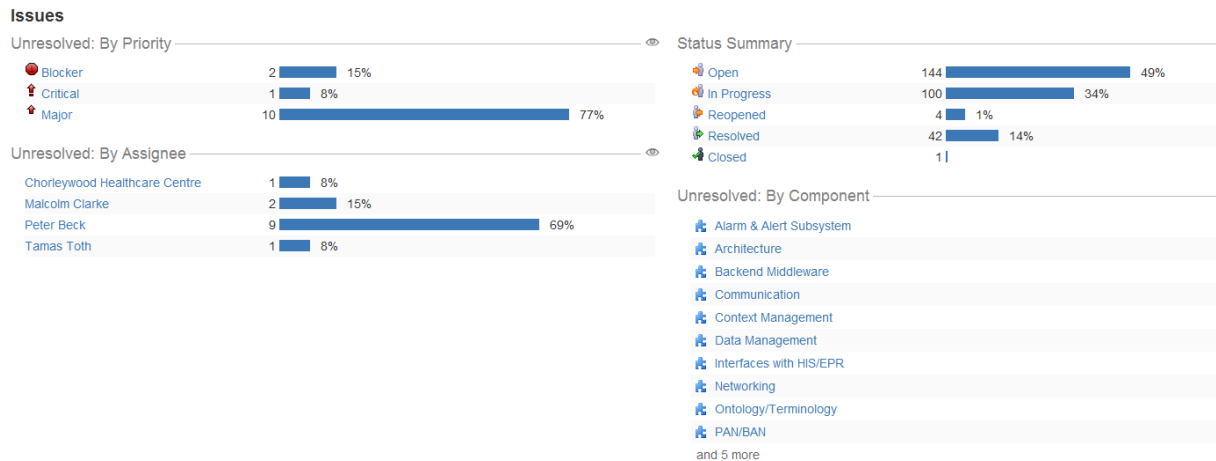 Issues
Unresolved: By Priority
Blocker 2 15%
Critical 1 8%
Major 10 77%
Unresolved: By Assignee
Chorleywood Healthcare Centre 1 8%
Malcolm Clarke 2 15%
Peter Beck 9 69%
Tamas Toth 1 8%
Status Summary
Open 144 49%
In Progress 100 34%
Reopened 4 1%
Resolved 42 14%
Closed 1
Unresolved: By Component
Alarm & Alert Subsystem
Architecture
Backend Middleware
Communication
Context Management
Data Management
Interfaces with HIS/EPR
Networking
Ontology/Terminology
PAN/BAN
and 5 more